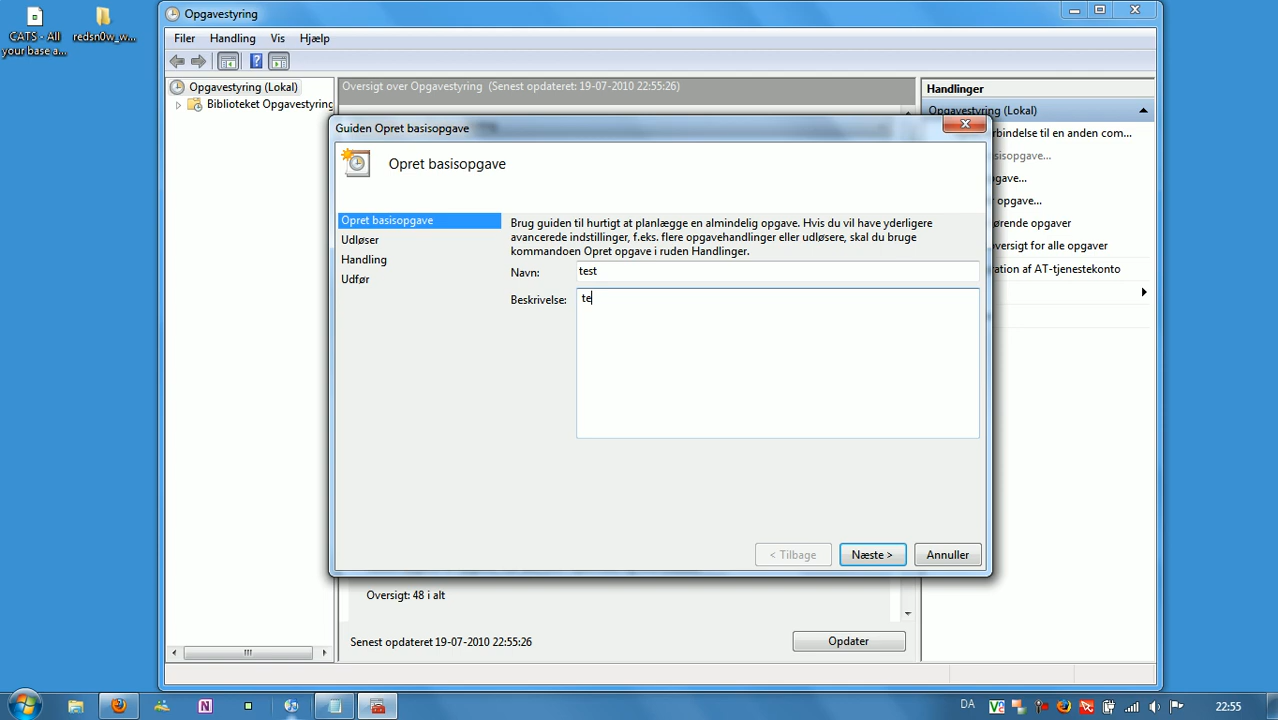 CATS - All
your base a...
redsn0w_w...
Opgavestyring
Filer Handling Vis Hjælp
Opgavestyring (Lokal)
Biblioteket Opgavestyring
Oversigt over Opgavestyring (Senest opdateret: 19-07-2010 22:55:26)
Handlinger
Opgavestyring (Lokal)
rbindelse til en anden com...
isopgave...
gave...
opgave...
ørende opgaver
versigt for alle opgaver
ation af AT-tjenestekonto
Guiden Opret basisopgave
Opret basisopgave
Opret basisopgave
Udløser
Handling
Udfør
Brug guiden til hurtigt at planlægge en almindelig opgave. Hvis du vil have yderligere
avancerede indstillinger, f.eks. flere opgavehandlinger eller udløsere, skal du bruge
kommandoen Opret opgave i ruden Handlinger.
Navn: test
Beskrivelse: te
< Tilbage Næste > Annuller
Oversigt: 48 i alt
Senest opdateret 19-07-2010 22:55:26 Opdater
DA 22:55